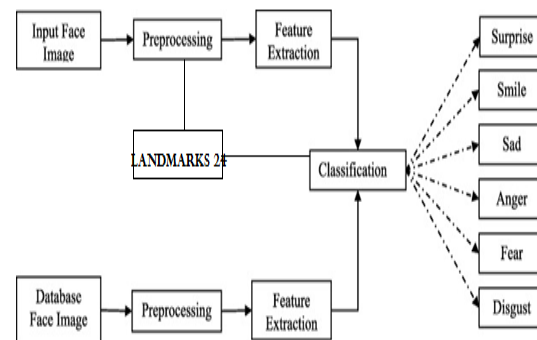 Input Face
Image
Preprocessing
Feature
Extraction
LANDMARKS 24
Classification
Database
Face Image
Preprocessing
Feature
Extraction
Surprise
Smile
Sad
Anger
Fear
Disgust